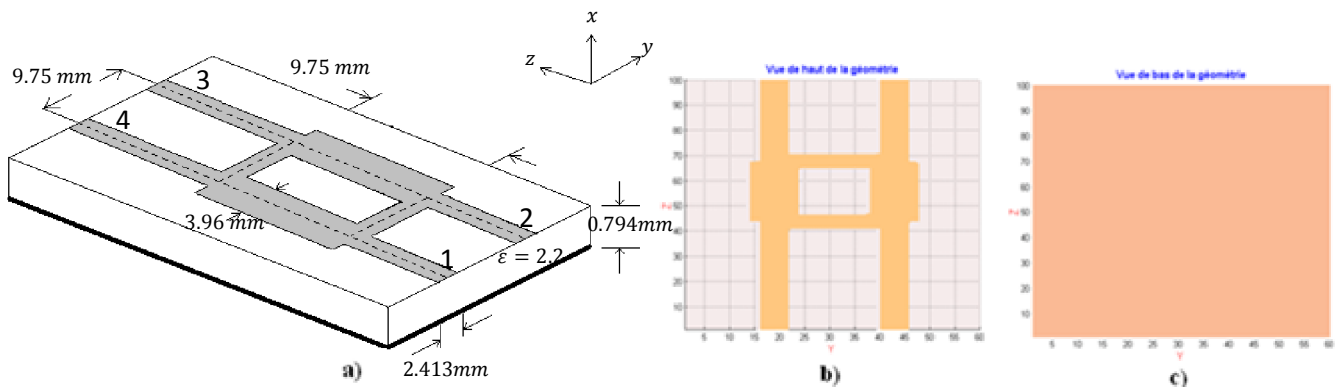 x
y
z
9.75 mm
3
9.75 mm
4
3.96 mm
2
0.794mm
1
ε = 2.2
2.413mm
a)
Vue de haut de la géométrie
100
90
80
70
60
50
40
30
20
10
Z
5 10 15 20 25 30 35 40 45 50 55 60
Y
b)
Vue de bas de la géométrie
100
90
80
70
60
50
40
30
20
10
Z
5 10 15 20 25 30 35 40 45 50 55 60
Y
c)